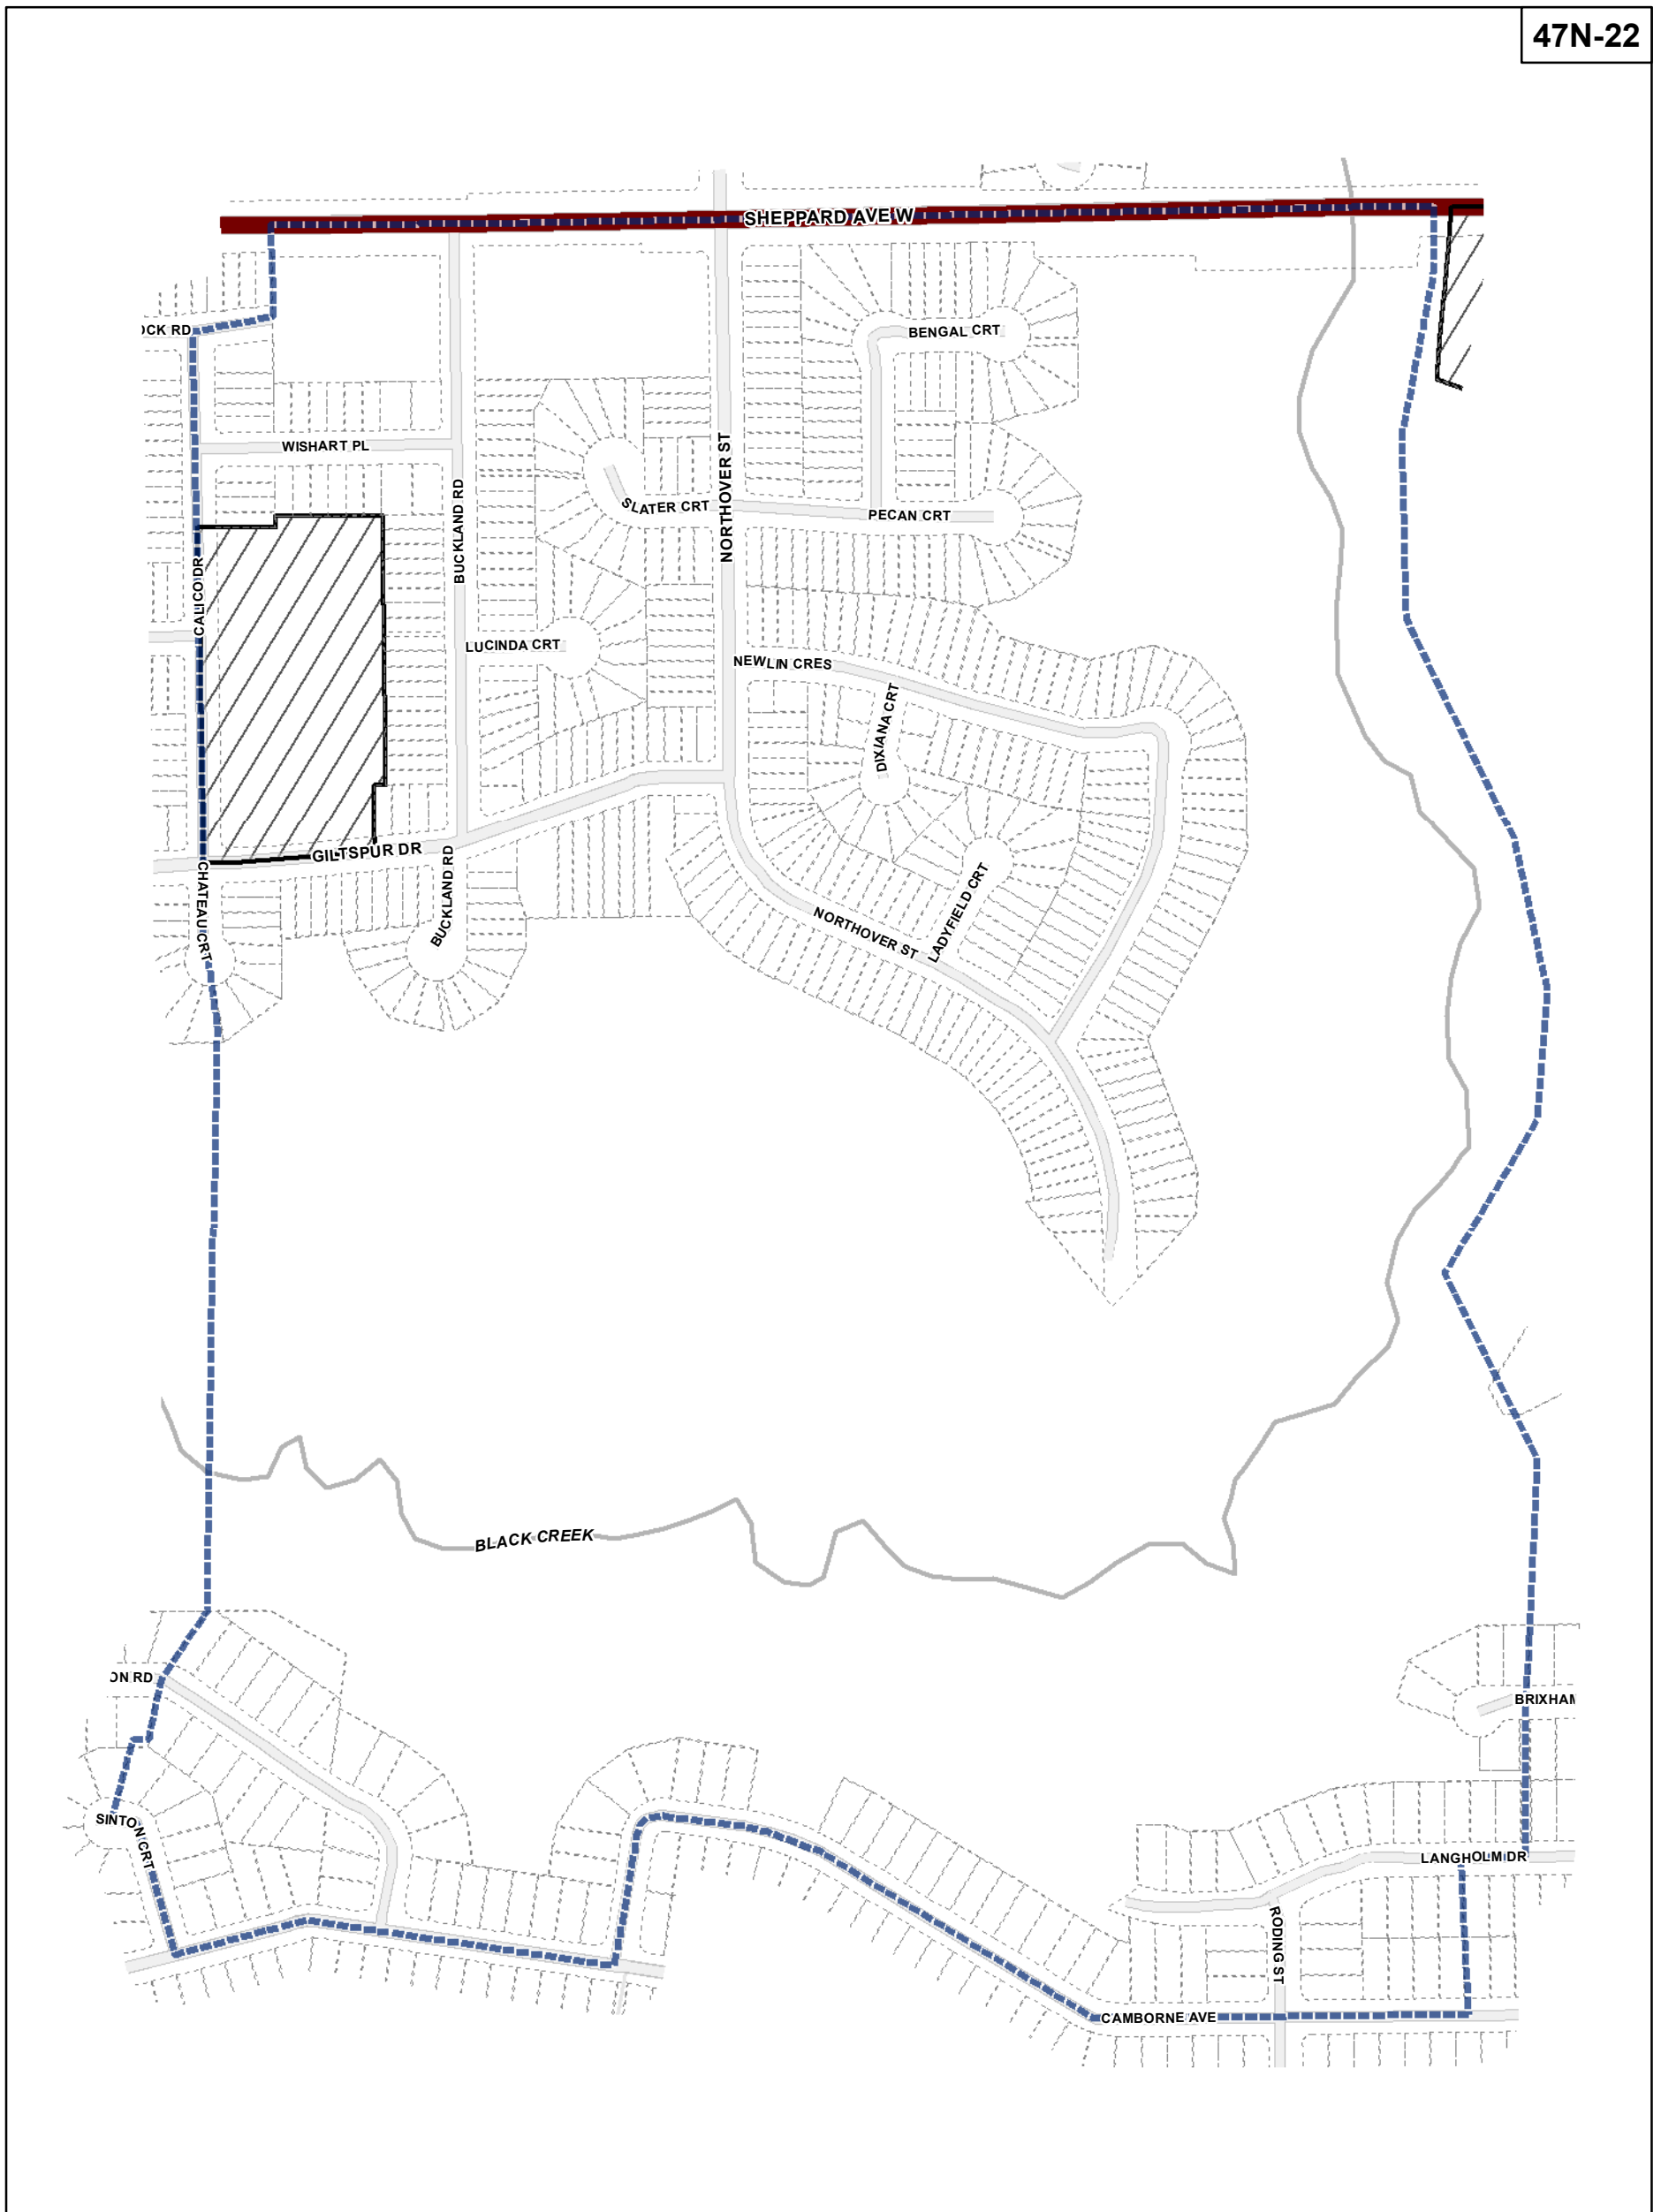 47N-22
SHEPPARD AVE W
OCK RD
BENGAL CRT
WISHART PL
NORTHOVER ST
BUCKLAND RD
SLATER CRT
PECAN CRT
CALICO DR
LUCINDA CRT
NEWLIN CRES
DIXIANA CRT
GILTSPUR DR
CHATEAU CRT
BUCKLAND RD
LADYFIELD CRT
NORTHOVER ST
BLACK CREEK
ON RD
BRIXHAM
SINTON CRT
LANGHOLM DR
RODING ST
CAMBORNE AVE